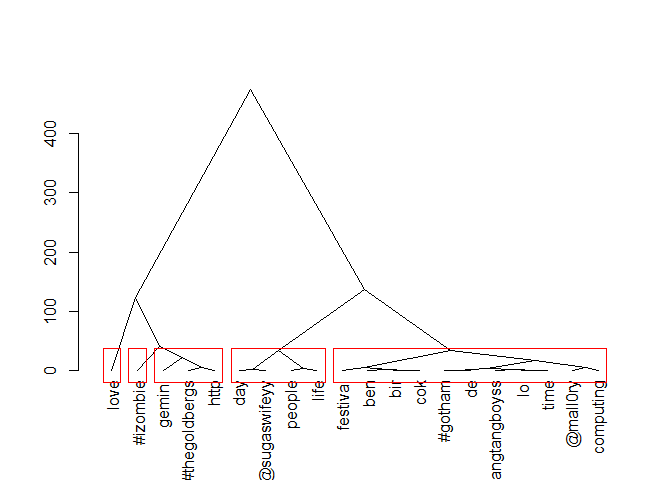 400
300
200
100
0
love
#izombie
gemin
#thegoldbergs
http
day
@sugaswifeyy
people
life
festiva
ben
bir
cok
#gotham
de
angtangboyss
lo
time
@mall0ry
computing